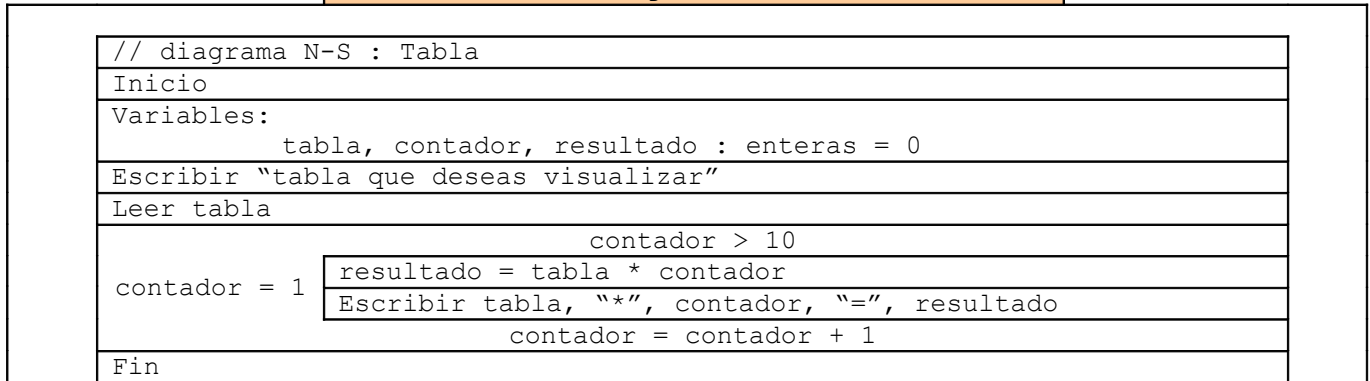 // diagrama N-S : Tabla
Inicio
Variables:
tabla, contador, resultado : enteras = 0
Escribir “tabla que deseas visualizar”
Leer tabla
contador > 10
contador = 1
resultado = tabla * contador
Escribir tabla, “*”, contador, “=”, resultado
contador = contador + 1
Fin